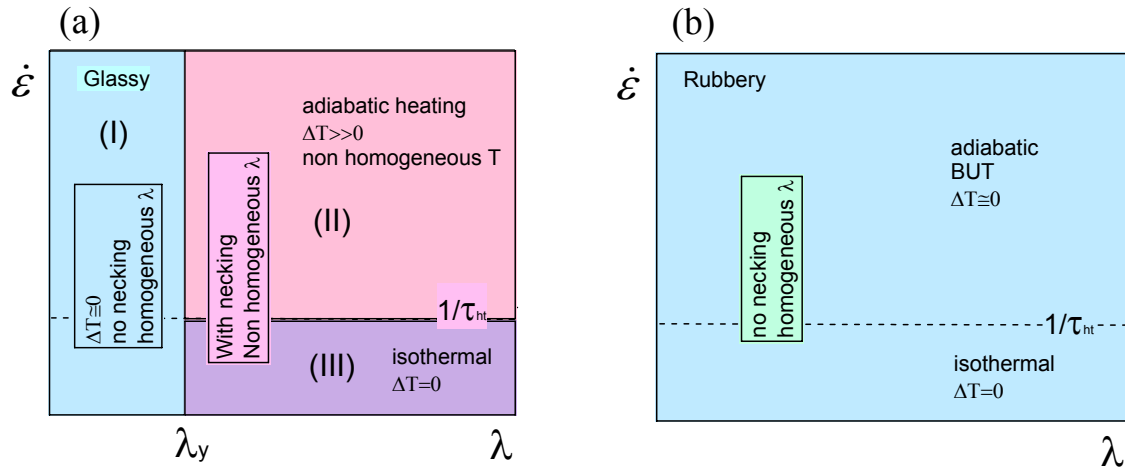 (a)
ε̇
Glassy
(I)
ΔT≅0
no necking
homogeneous λ
adiabatic heating
ΔT>>0
non homogeneous T
With necking
Non homogeneous λ
(II)
1/τht
(III)
isothermal
ΔT=0
λy
λ
(b)
ε̇
Rubbery
adiabatic
BUT
ΔT≅0
no necking
homogeneous λ
1/τht
isothermal
ΔT=0
λ